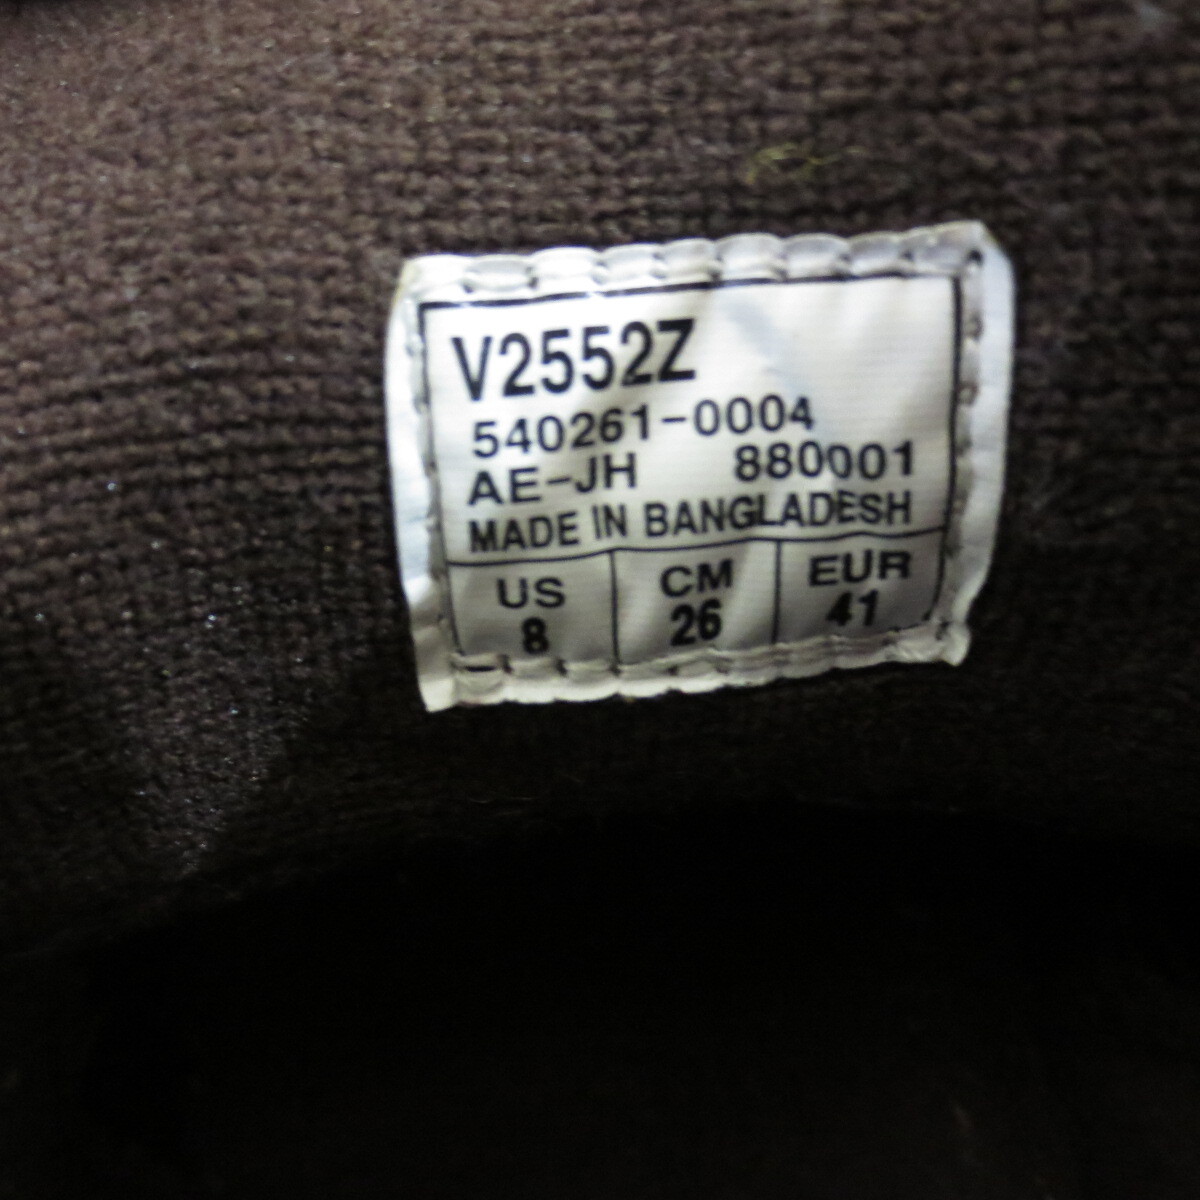 V2552Z
540261-0004
AE-JH 880001
MADE IN BANGLADESH
US CM EUR
8 26 41